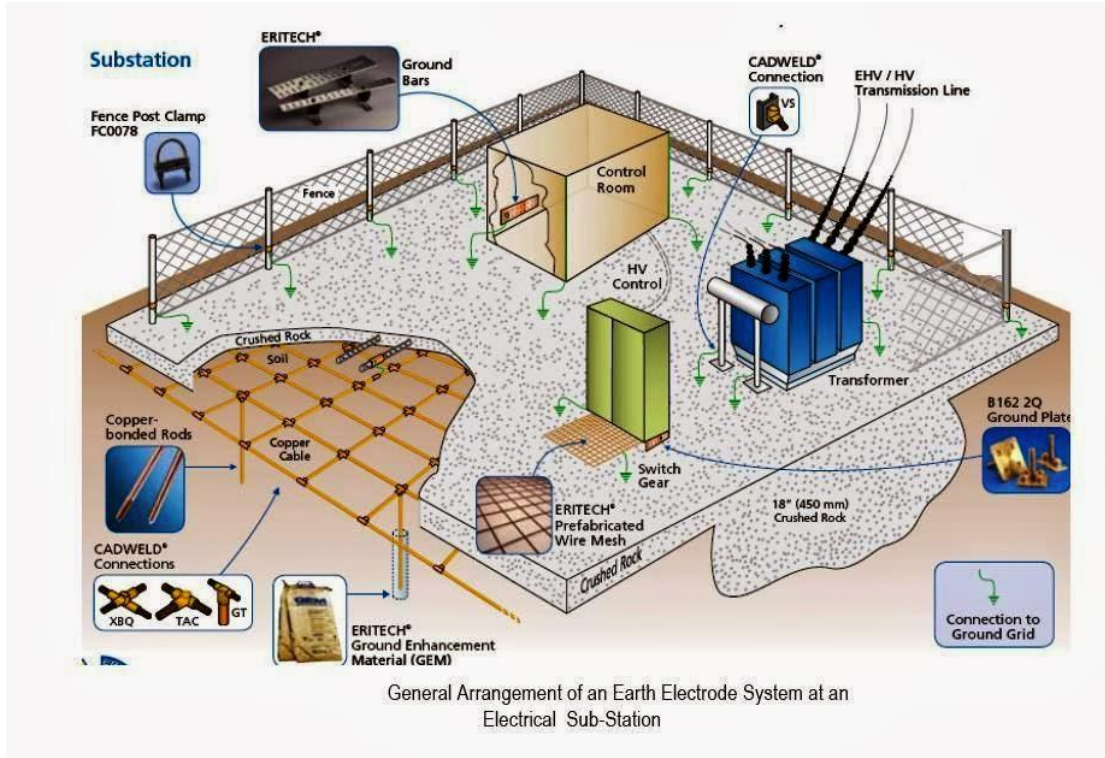 Substation
ERITECH®
Ground
Bars
CADWELD®
Connection
VS
EHV / HV
Transmission Line
Fence Post Clamp
FC0078
Fence
Control
Room
HV
Control
Crushed Rock
Soil
Transformer
Copper-
bonded Rods
Copper
Cable
B162 2Q
Ground Plate
Switch
Gear
ERITECH®
Prefabricated
Wire Mesh
18" (450 mm)
Crushed Rock
CADWELD®
Connections
XBQ
TAC
GT
GEM
ERITECH®
Ground Enhancement
Material (GEM)
Crushed Rock
Connection to
Ground Grid
General Arrangement of an Earth Electrode System at an
Electrical Sub-Station